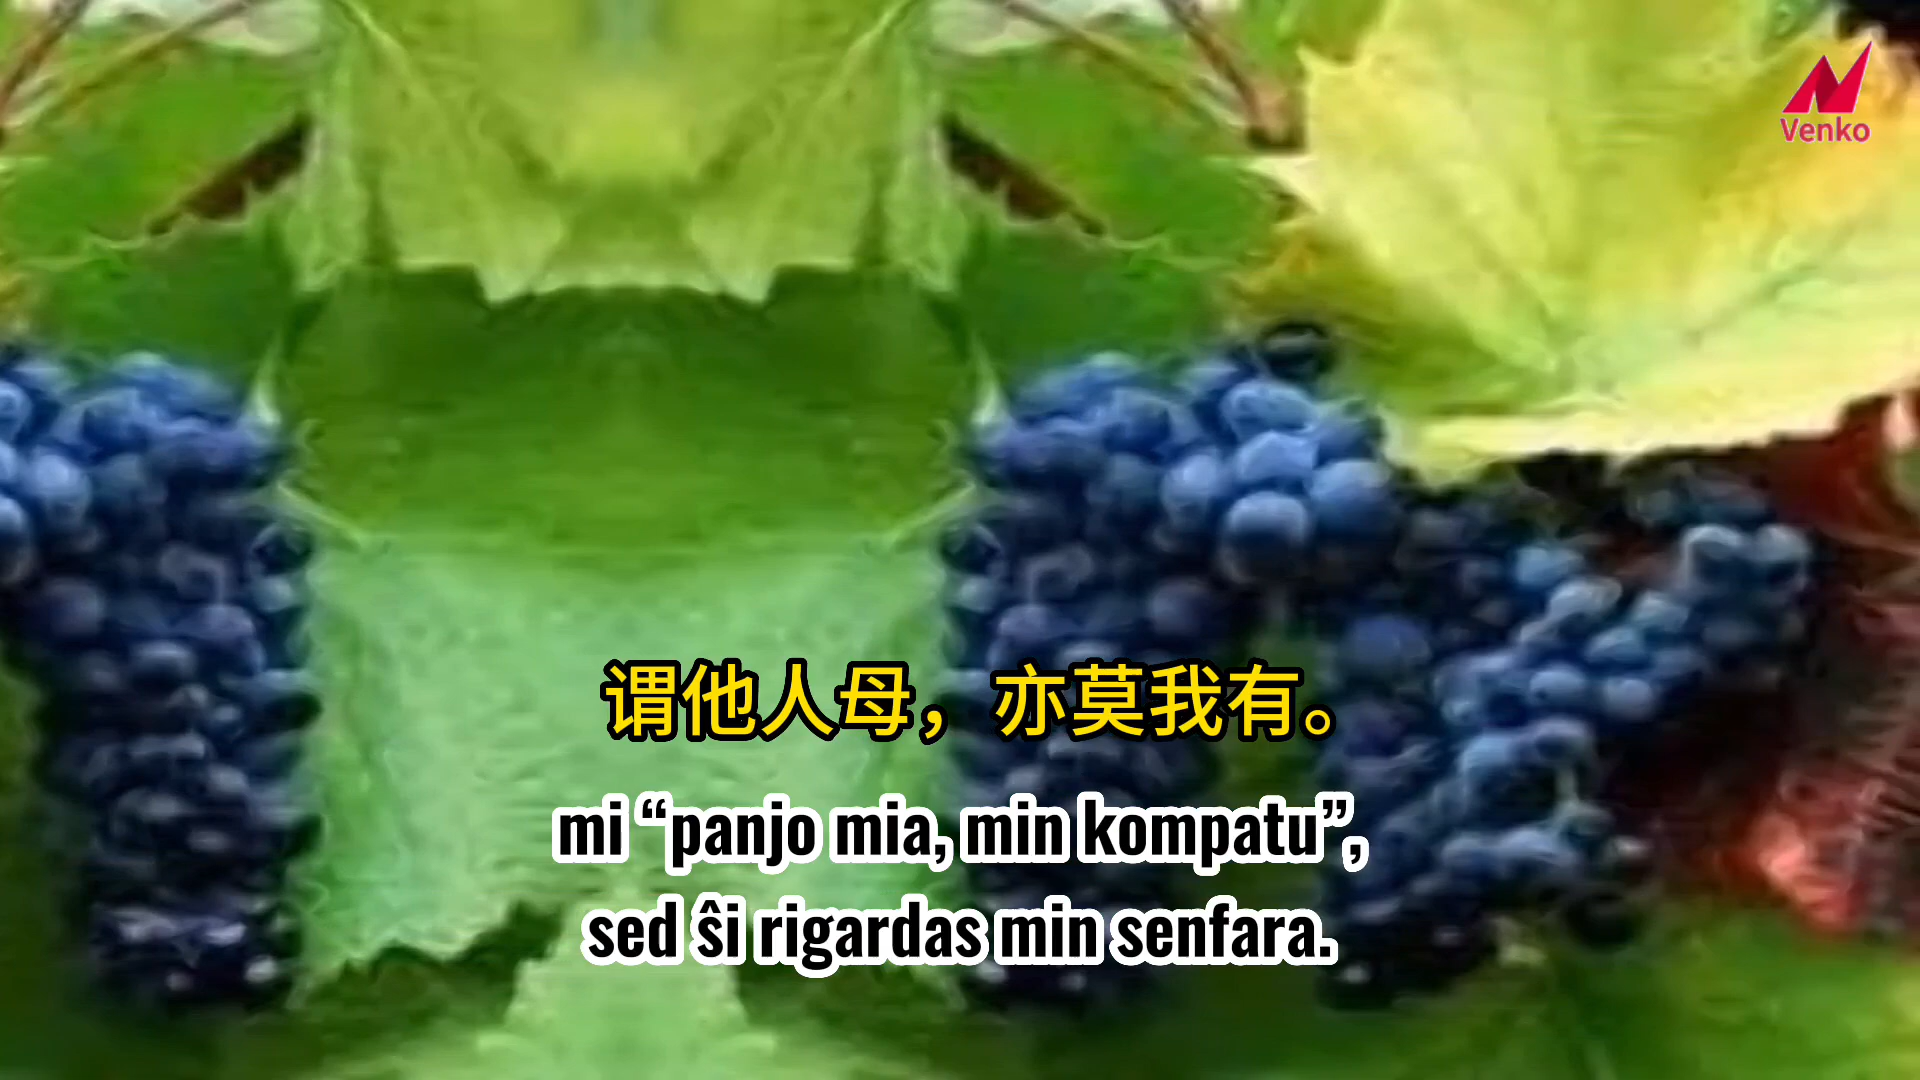 Venko
谓他人母，亦莫我有。
mi “panjo mia, min kompatu”,
sed ŝi rigardas min senfara.